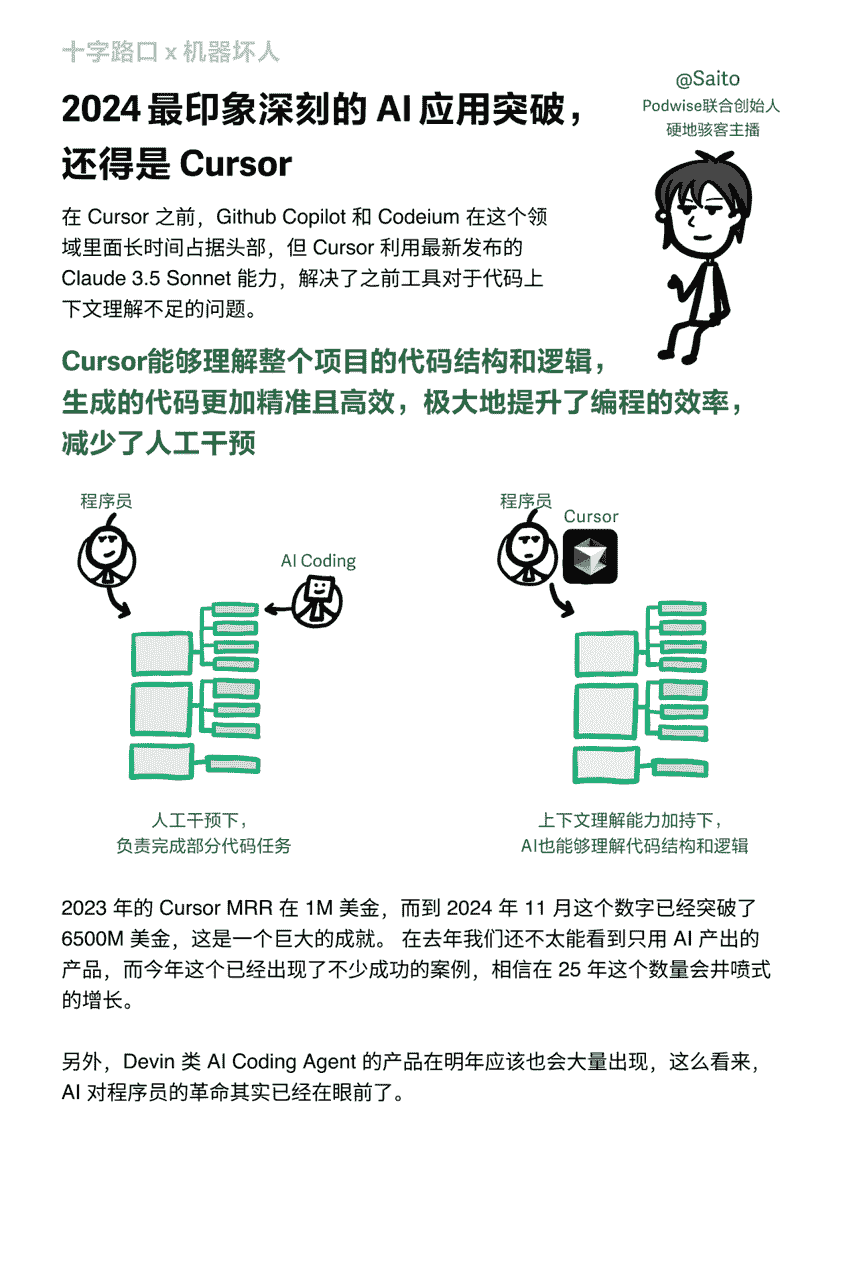 十字路口 x 机器坏人
@Saito
Podwise联合创始人
硬地骇客主播
2024 最印象深刻的 AI 应用突破，
还得是 Cursor
在 Cursor 之前，Github Copilot 和 Codeium 在这个领
域里面长时间占据头部，但 Cursor 利用最新发布的
Claude 3.5 Sonnet 能力，解决了之前工具对于代码上
下文理解不足的问题。
Cursor能够理解整个项目的代码结构和逻辑，
生成的代码更加精准且高效，极大地提升了编程的效率，
减少了人工干预
程序员
AI Coding
程序员
Cursor
人工干预下，
负责完成部分代码任务
上下文理解能力加持下，
AI也能够理解代码结构和逻辑
2023 年的 Cursor MRR 在 1M 美金，而到 2024 年 11 月这个数字已经突破了
6500M 美金，这是一个巨大的成就。 在去年我们还不太能看到只用 AI 产出的
产品，而今年这个已经出现了不少成功的案例，相信在 25 年这个数量会井喷式
的增长。
另外，Devin 类 AI Coding Agent 的产品在明年应该也会大量出现，这么看来，
AI 对程序员的革命其实已经在眼前了。